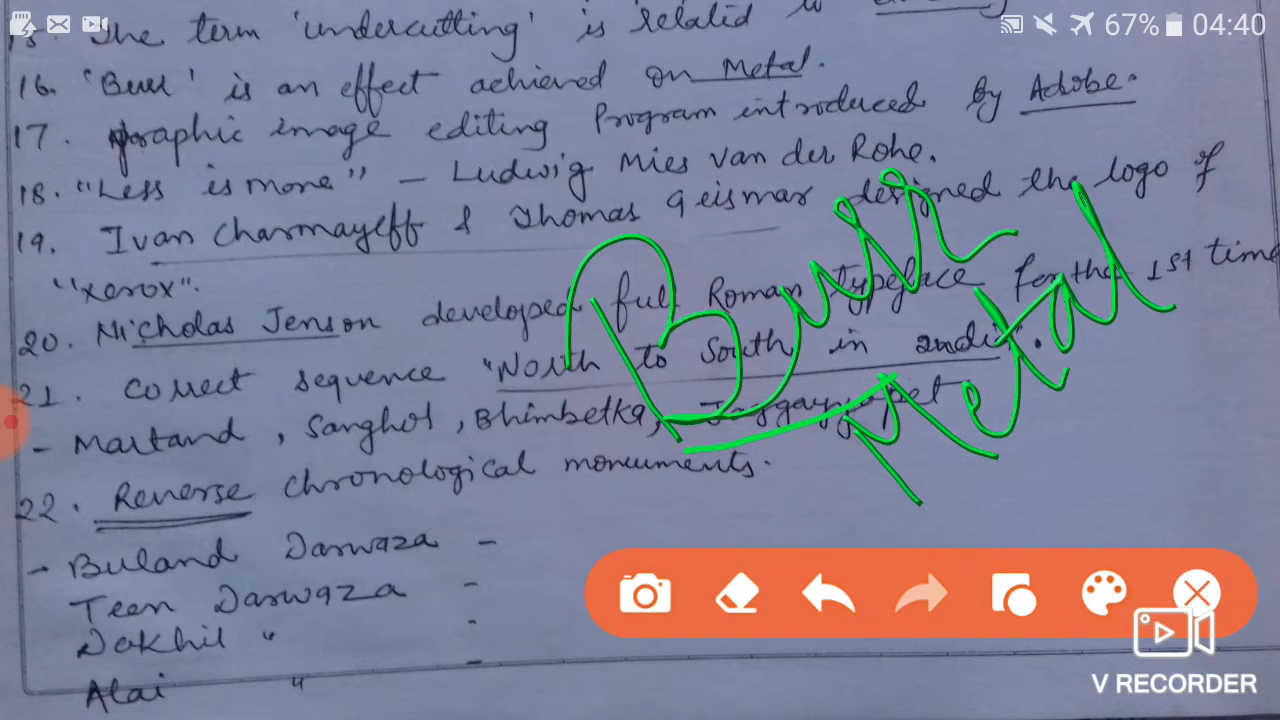 67% 04:40
15. The term 'undercutting' is related to
16. 'Burr' is an effect achieved on Metal.
17. graphic image editing Program introduced by Adobe.
18. "Less is more" - Ludwig Mies van der Rohe.
19. Ivan Charmayeff & Thomas Geismar designed the logo of
"xerox".
20. Nicholas Jenson developed full Roman typeface for the 1st time
21. Correct sequence "North to South in
- Martand, Sanghol, Bhimbetka,
22. Reverse chronological monuments.
- Buland Darwaza -
Teen Darwaza -
Dakhil " -
Alai " -
Burr
Metal
V RECORDER